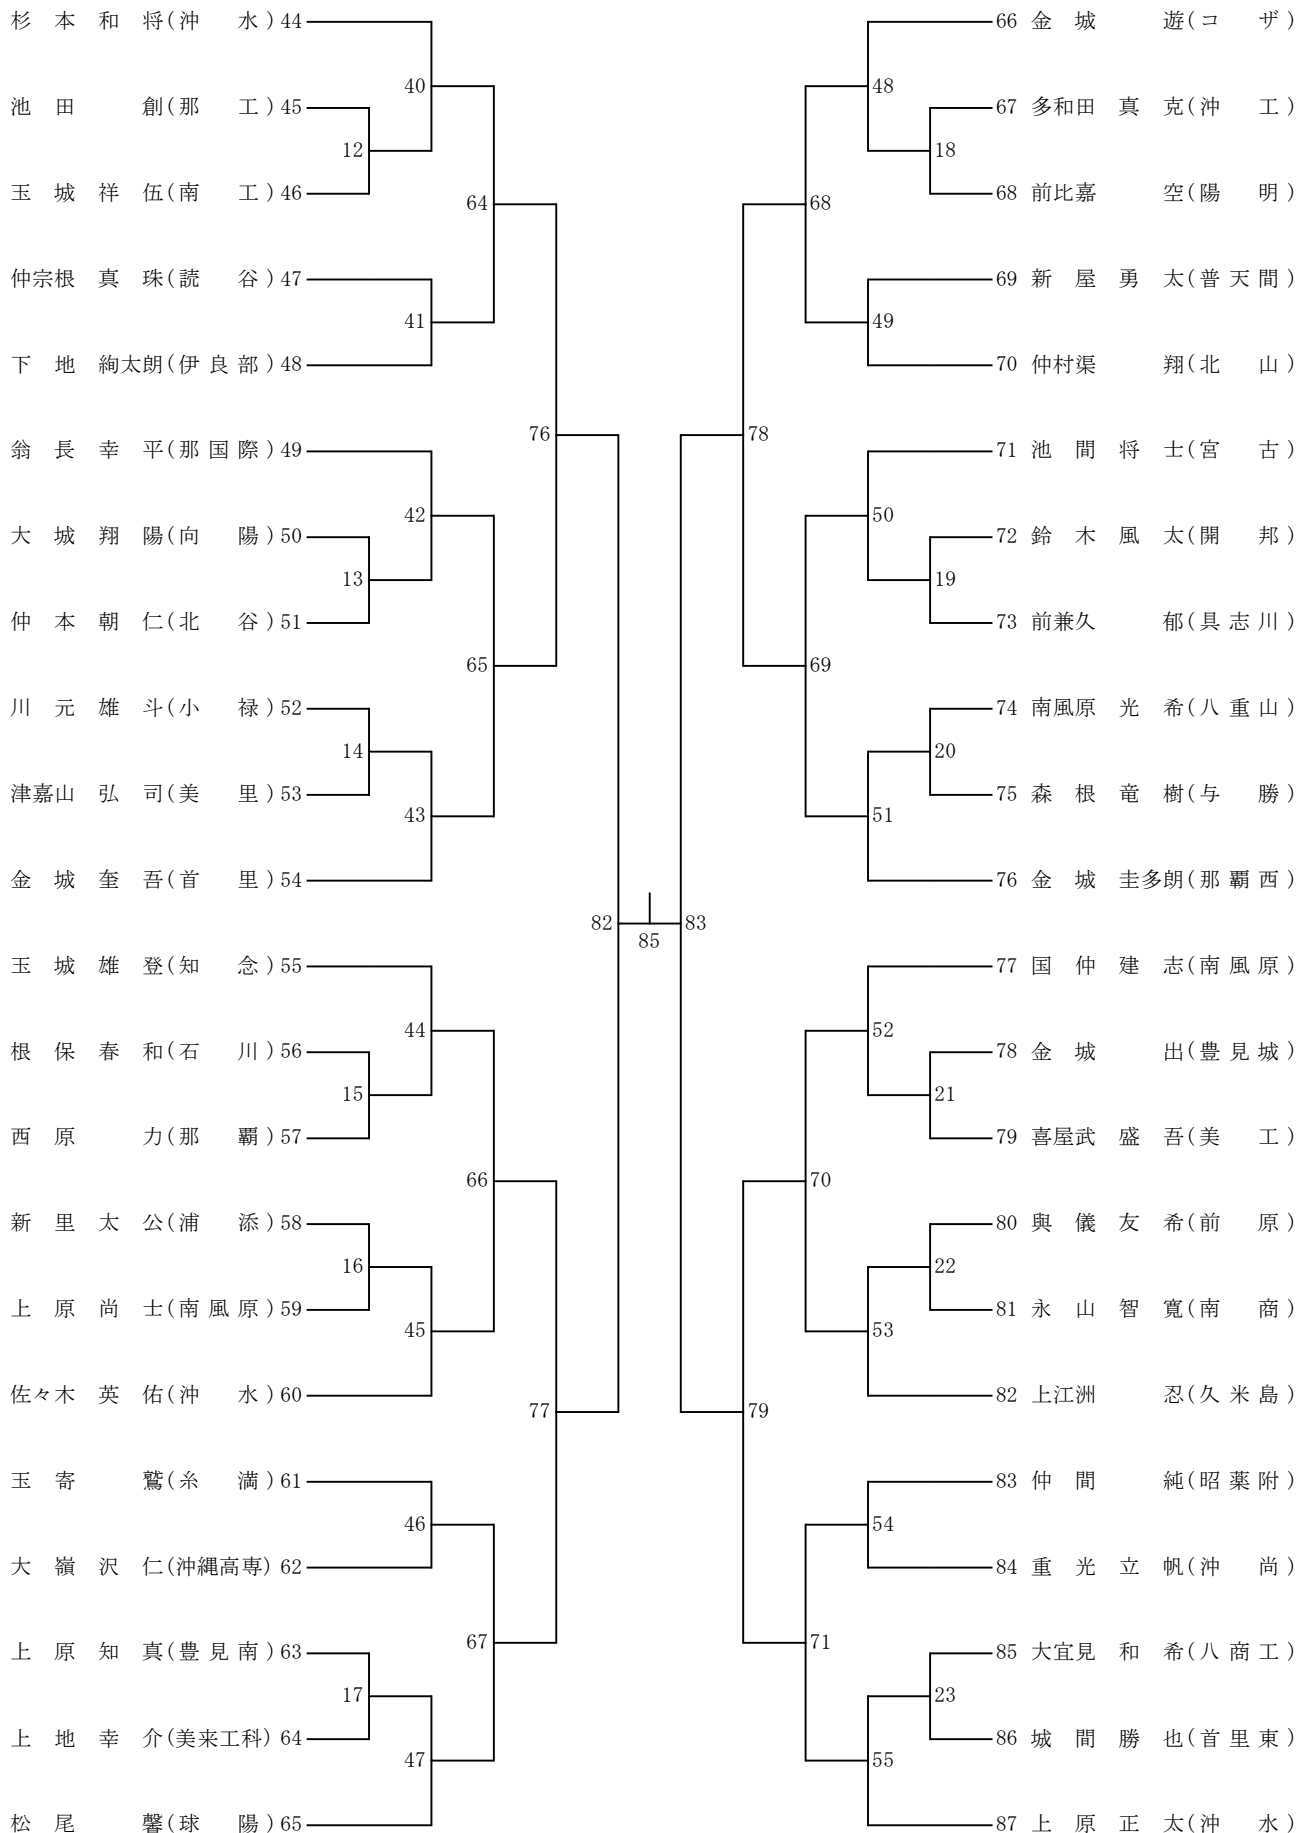 杉本和将(沖水)44
池田創(那工)45
玉城祥伍(南工)46
仲宗根真珠(読谷)47
下地絢太朗(伊良部)48
翁長幸平(那国際)49
大城翔陽(向陽)50
仲本朝仁(北谷)51
川元雄斗(小禄)52
津嘉山弘司(美里)53
金城奎吾(首里)54
玉城雄登(知念)55
根保春和(石川)56
西原力(那覇)57
新里太公(浦添)58
上原尚士(南風原)59
佐々木英佑(沖水)60
玉寄鷲(糸満)61
大嶺沢仁(沖縄高専)62
上原知真(豊見南)63
上地幸介(美来工科)64
松尾馨(球陽)65
12
13
14
15
16
17
40
41
42
43
44
45
46
47
64
65
66
67
76
77
82
85
83
78
79
68
69
70
71
48
49
50
51
52
53
54
55
18
19
20
21
22
23
66 金城遊(コザ)
67 多和田真克(沖工)
68 前比嘉空(陽明)
69 新屋勇太(普天間)
70 仲村渠翔(北山)
71 池間将士(宮古)
72 鈴木風太(開邦)
73 前兼久郁(具志川)
74 南風原光希(八重山)
75 森根竜樹(与勝)
76 金城圭多朗(那覇西)
77 国仲建志(南風原)
78 金城出(豊見城)
79 喜屋武盛吾(美工)
80 與儀友希(前原)
81 永山智寛(南商)
82 上江洲忍(久米島)
83 仲間純(昭薬附)
84 重光立帆(沖尚)
85 大宜見和希(八商工)
86 城間勝也(首里東)
87 上原正太(沖水)